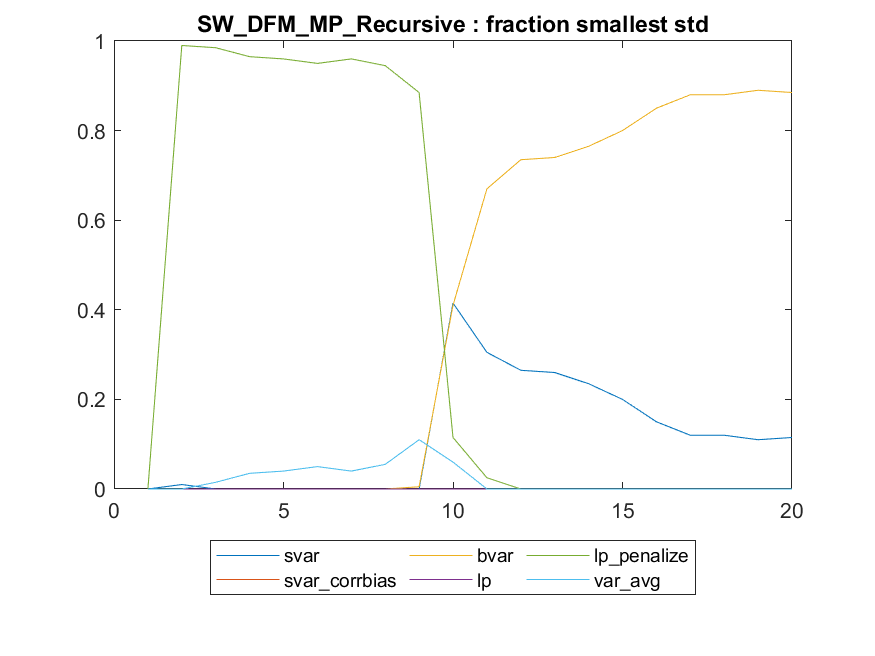 SW_DFM_MP_Recursive : fraction smallest std
1
0.8
0.6
0.4
0.2
0
0 5 10 15 20
svar bvar lp_penalize
svar_corrbias lp var_avg